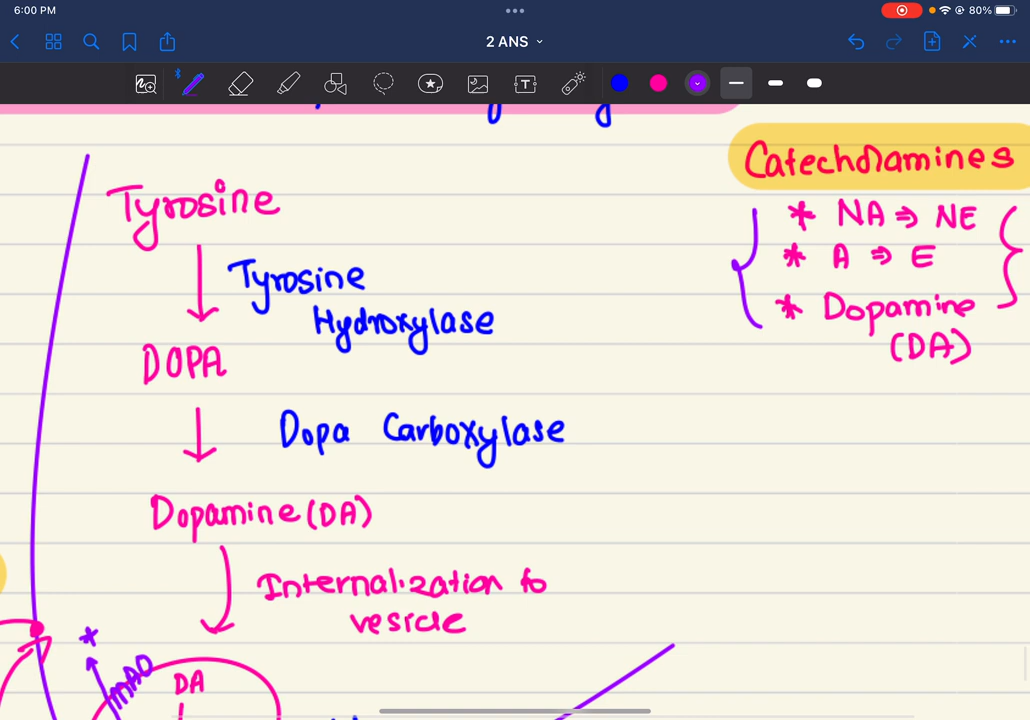 6:00 PM
80%
2 ANS
Catecholamines
Tyrosine
* NA ⇒ NE
* A ⇒ E
Tyrosine
Hydroxylase
* Dopamine
(DA)
DOPA
Dopa Carboxylase
Dopamine (DA)
Internalization to
vesicle
*
MAO
DA